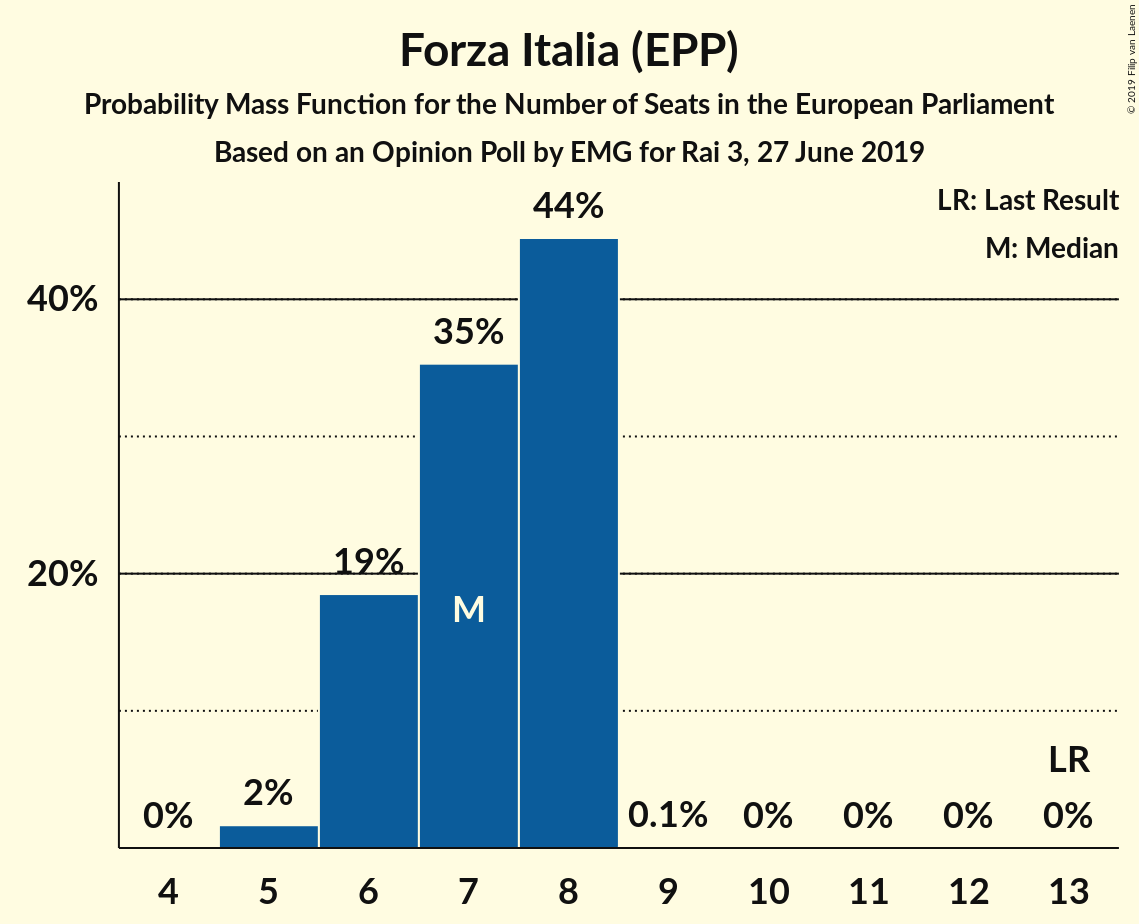 Forza Italia (EPP)
Probability Mass Function for the Number of Seats in the European Parliament
Based on an Opinion Poll by EMG for Rai 3, 27 June 2019
© 2019 Filip van Laenen
LR: Last Result
M: Median
44%
40%
35%
20%
19%
M
LR
0%
2%
0.1%
0%
0%
0%
0%
4 5 6 7 8 9 10 11 12 13